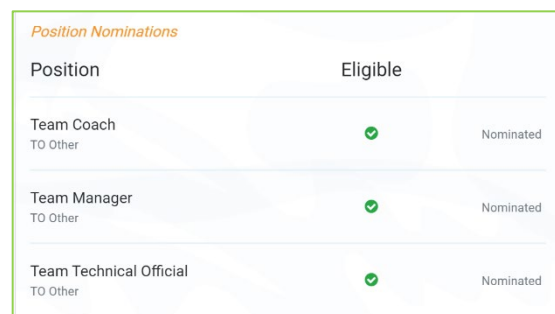 Position Nominations
Position Eligible
Team Coach
TO Other
Nominated
Team Manager
TO Other
Nominated
Team Technical Official
TO Other
Nominated